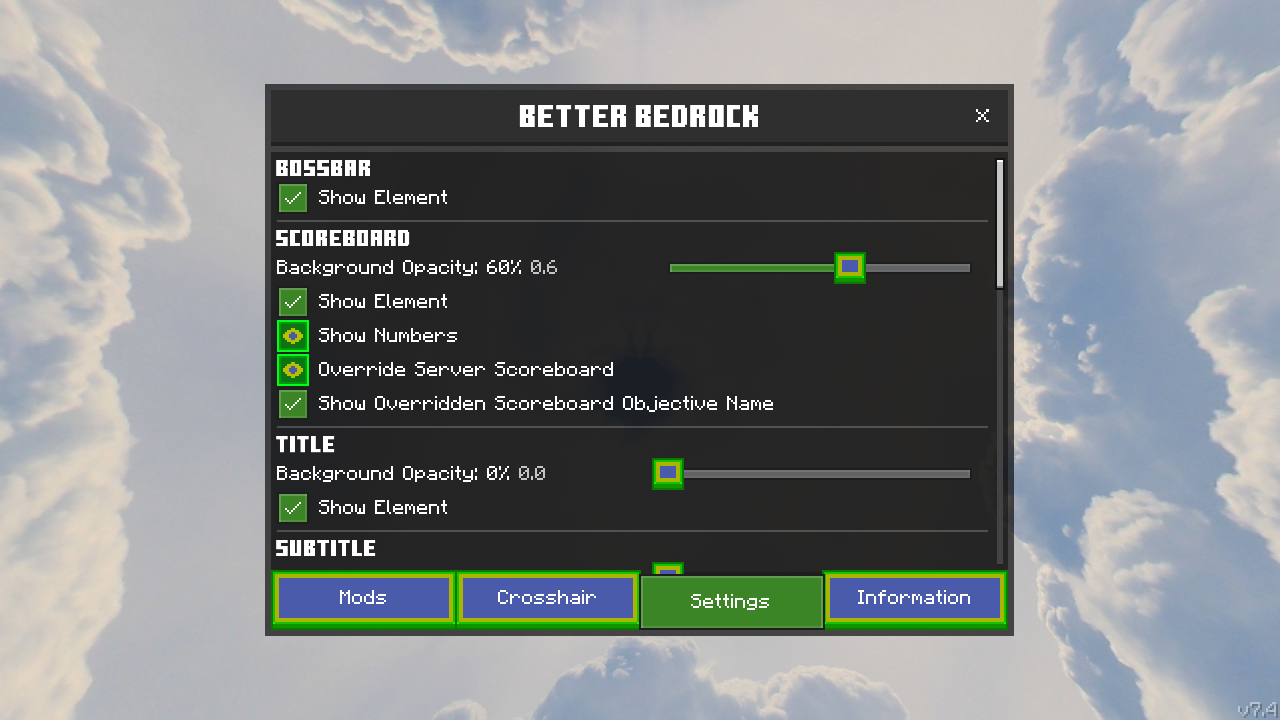 BETTER BEDROCK
BOSSBAR
Show Element
SCOREBOARD
Background Opacity: 60% 0.6
Show Element
Show Numbers
Override Server Scoreboard
Show Overridden Scoreboard Objective Name
TITLE
Background Opacity: 0% 0.0
Show Element
SUBTITLE
Mods
Crosshair
Settings
Information
v7.4